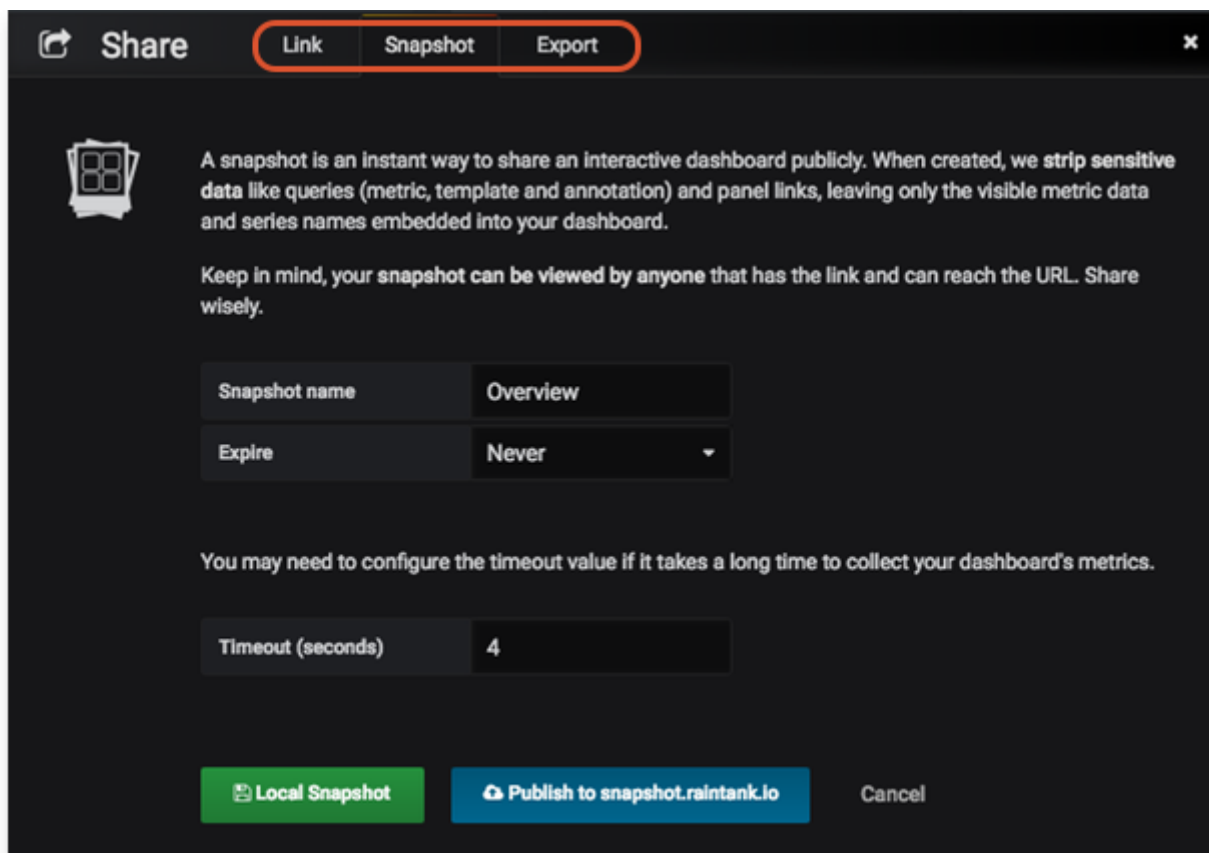 Share
Link
Snapshot
Export
A snapshot is an instant way to share an interactive dashboard publicly. When created, we strip sensitive
data like queries (metric, template and annotation) and panel links, leaving only the visible metric data
and series names embedded into your dashboard.
Keep in mind, your snapshot can be viewed by anyone that has the link and can reach the URL. Share
wisely.
Snapshot name
Overview
Expire
Never
You may need to configure the timeout value if it takes a long time to collect your dashboard's metrics.
Timeout (seconds)
4
Local Snapshot
Publish to snapshot.raintank.io
Cancel